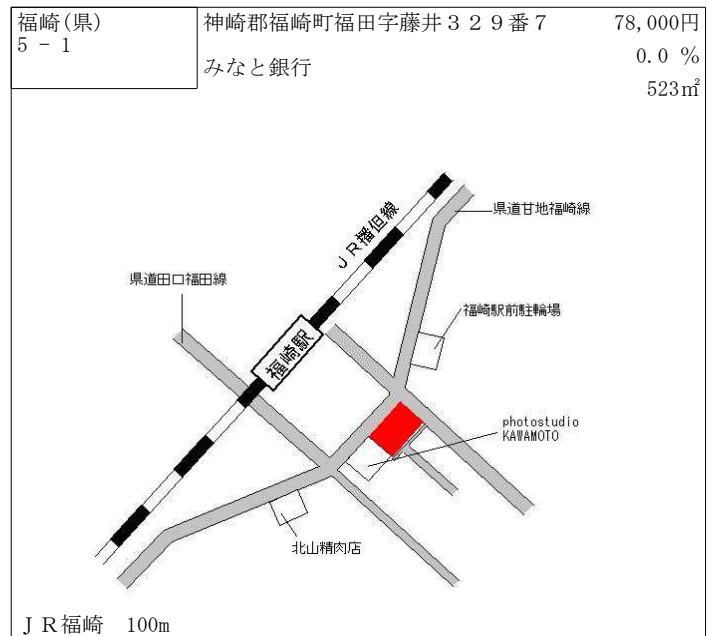 福崎(県)
5 - 1
神崎郡福崎町福田字藤井３２９番７
78,000円
みなと銀行
0.0 %
523㎡
ＪＲ播但線
県道甘地福崎線
県道田口福田線
福崎駅前駐輪場
福崎駅
photostudio
KAWAMOTO
北山精肉店
ＪＲ福崎　100m